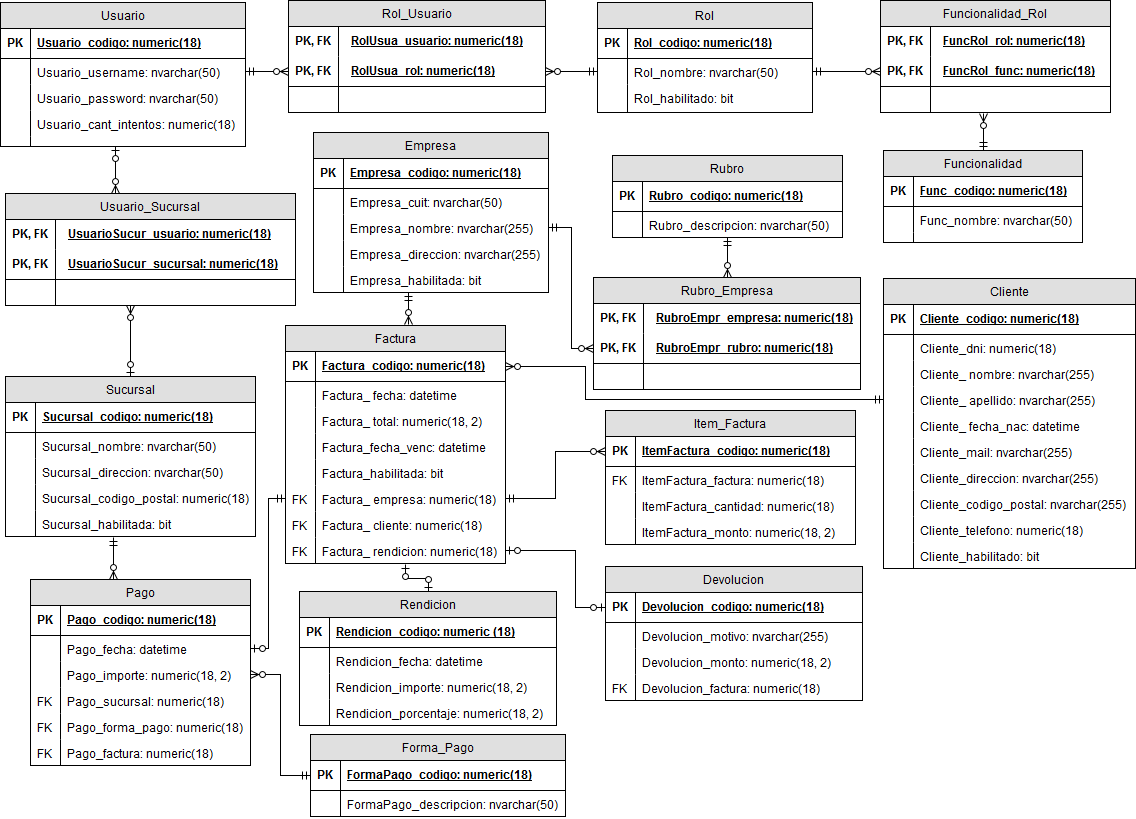 Usuario
PK Usuario_codigo: numeric(18)
Usuario_username: nvarchar(50)
Usuario_password: nvarchar(50)
Usuario_cant_intentos: numeric(18)
Rol_Usuario
PK, FK RolUsua_usuario: numeric(18)
PK, FK RolUsua_rol: numeric(18)
Rol
PK Rol_codigo: numeric(18)
Rol_nombre: nvarchar(50)
Rol_habilitado: bit
Funcionalidad_Rol
PK, FK FuncRol_rol: numeric(18)
PK, FK FuncRol_func: numeric(18)
Empresa
PK Empresa_codigo: numeric(18)
Empresa_cuit: nvarchar(50)
Empresa_nombre: nvarchar(255)
Empresa_direccion: nvarchar(255)
Empresa_habilitada: bit
Rubro
PK Rubro_codigo: numeric(18)
Rubro_descripcion: nvarchar(50)
Funcionalidad
PK Func_codigo: numeric(18)
Func_nombre: nvarchar(50)
Usuario_Sucursal
PK, FK UsuarioSucur_usuario: numeric(18)
PK, FK UsuarioSucur_sucursal: numeric(18)
Rubro_Empresa
PK, FK RubroEmpr_empresa: numeric(18)
PK, FK RubroEmpr_rubro: numeric(18)
Cliente
PK Cliente_codigo: numeric(18)
Cliente_dni: numeric(18)
Cliente_ nombre: nvarchar(255)
Cliente_ apellido: nvarchar(255)
Cliente_ fecha_nac: datetime
Cliente_mail: nvarchar(255)
Cliente_direccion: nvarchar(255)
Cliente_codigo_postal: nvarchar(255)
Cliente_telefono: numeric(18)
Cliente_habilitado: bit
Factura
PK Factura_codigo: numeric(18)
Factura_ fecha: datetime
Factura_ total: numeric(18, 2)
Factura_fecha_venc: datetime
Factura_habilitada: bit
FK Factura_ empresa: numeric(18)
FK Factura_ cliente: numeric(18)
FK Factura_ rendicion: numeric(18)
Sucursal
PK Sucursal_codigo: numeric(18)
Sucursal_nombre: nvarchar(50)
Sucursal_direccion: nvarchar(50)
Sucursal_codigo_postal: numeric(18)
Sucursal_habilitada: bit
Item_Factura
PK ItemFactura_codigo: numeric(18)
FK ItemFactura_factura: numeric(18)
ItemFactura_cantidad: numeric(18)
ItemFactura_monto: numeric(18, 2)
Pago
PK Pago_codigo: numeric(18)
Pago_fecha: datetime
Pago_importe: numeric(18, 2)
FK Pago_sucursal: numeric(18)
FK Pago_forma_pago: numeric(18)
FK Pago_factura: numeric(18)
Rendicion
PK Rendicion_codigo: numeric (18)
Rendicion_fecha: datetime
Rendicion_importe: numeric(18, 2)
Rendicion_porcentaje: numeric(18, 2)
Devolucion
PK Devolucion_codigo: numeric(18)
Devolucion_motivo: nvarchar(255)
Devolucion_monto: numeric(18, 2)
FK Devolucion_factura: numeric(18)
Forma_Pago
PK FormaPago_codigo: numeric(18)
FormaPago_descripcion: nvarchar(50)